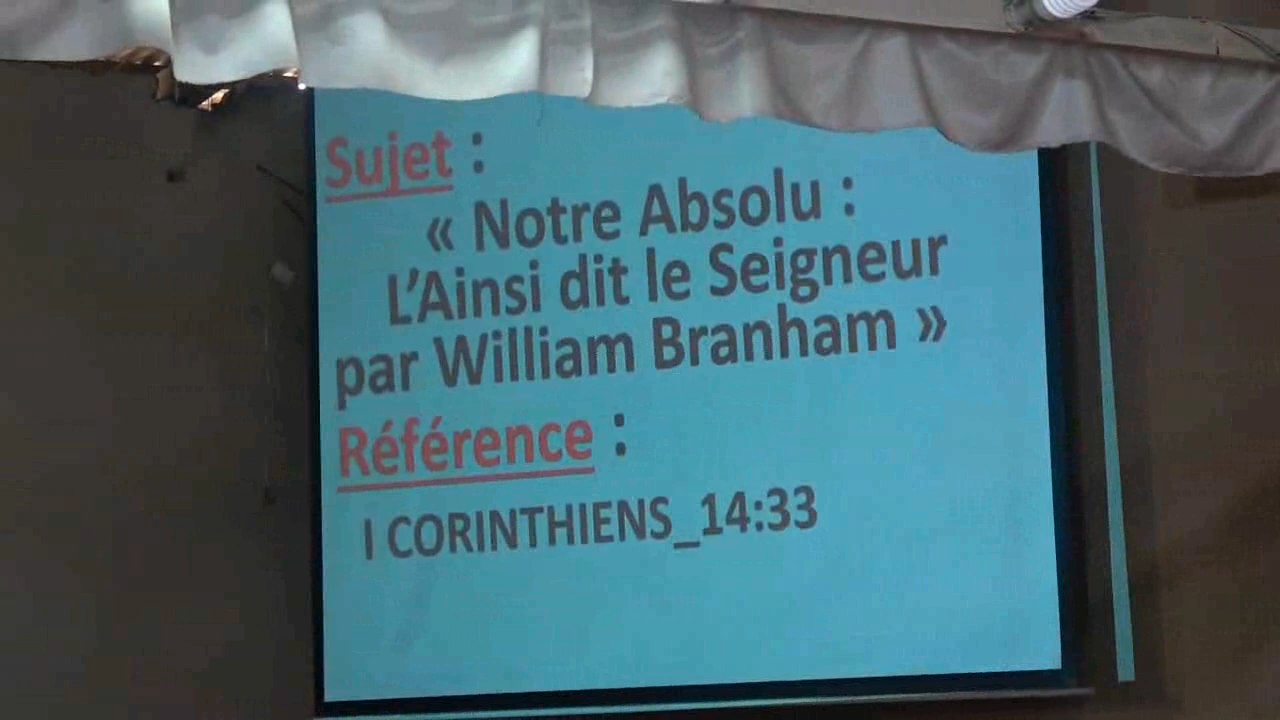 Sujet :
« Notre Absolu :
L'Ainsi dit le Seigneur
par William Branham »
Référence :
I CORINTHIENS_14:33